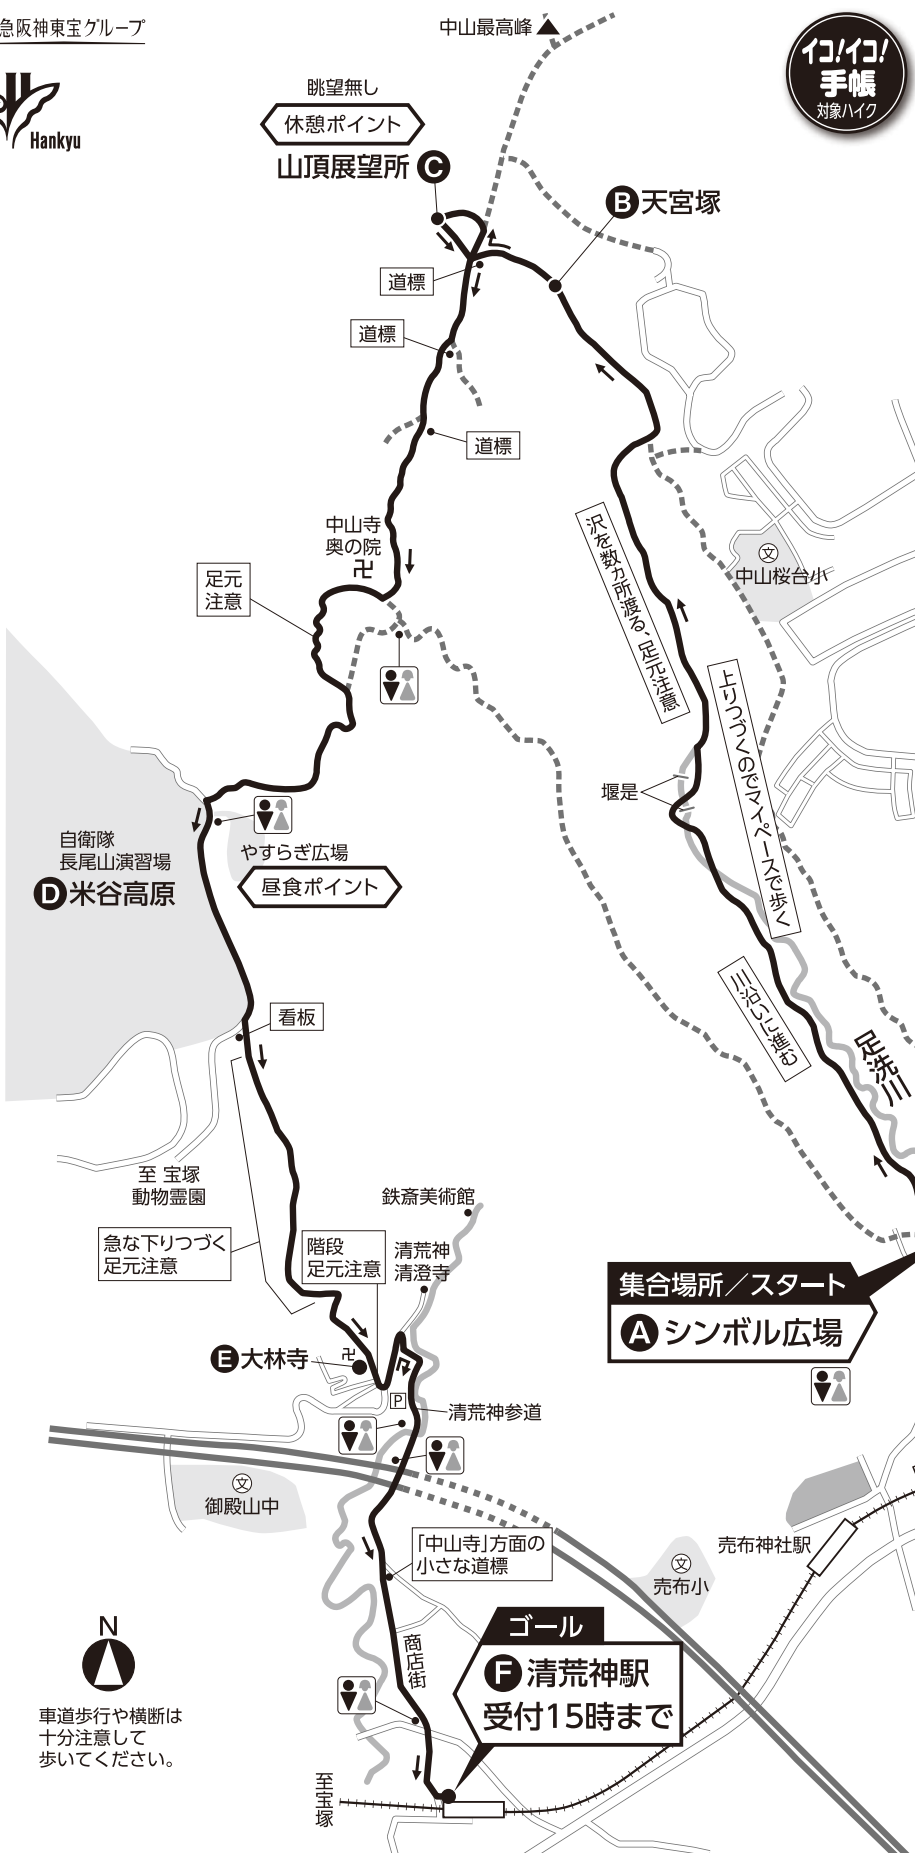 急阪神東宝グループ
Hankyu
中山最高峰
イコ!イコ!
手帳
対象ハイク
眺望無し
休憩ポイント
山頂展望所 C
B 天宮塚
道標
道標
道標
中山寺
奥の院
足元
注意
沢を数ヵ所渡る、足元注意
文
中山桜台小
上りつづくのでマイペースで歩く
堰是
自衛隊
長尾山演習場
D 米谷高原
やすらぎ広場
昼食ポイント
川沿いに進む
足洗川
看板
至 宝塚
動物霊園
急な下りつづく
足元注意
階段
足元注意
鉄斎美術館
清荒神
清澄寺
集合場所/スタート
A シンボル広場
E 大林寺
P
清荒神参道
文
御殿山中
「中山寺」方面の
小さな道標
売布神社駅
文
売布小
商店街
ゴール
F 清荒神駅
受付15時まで
N
車道歩行や横断は
十分注意して
歩いてください。
至宝塚